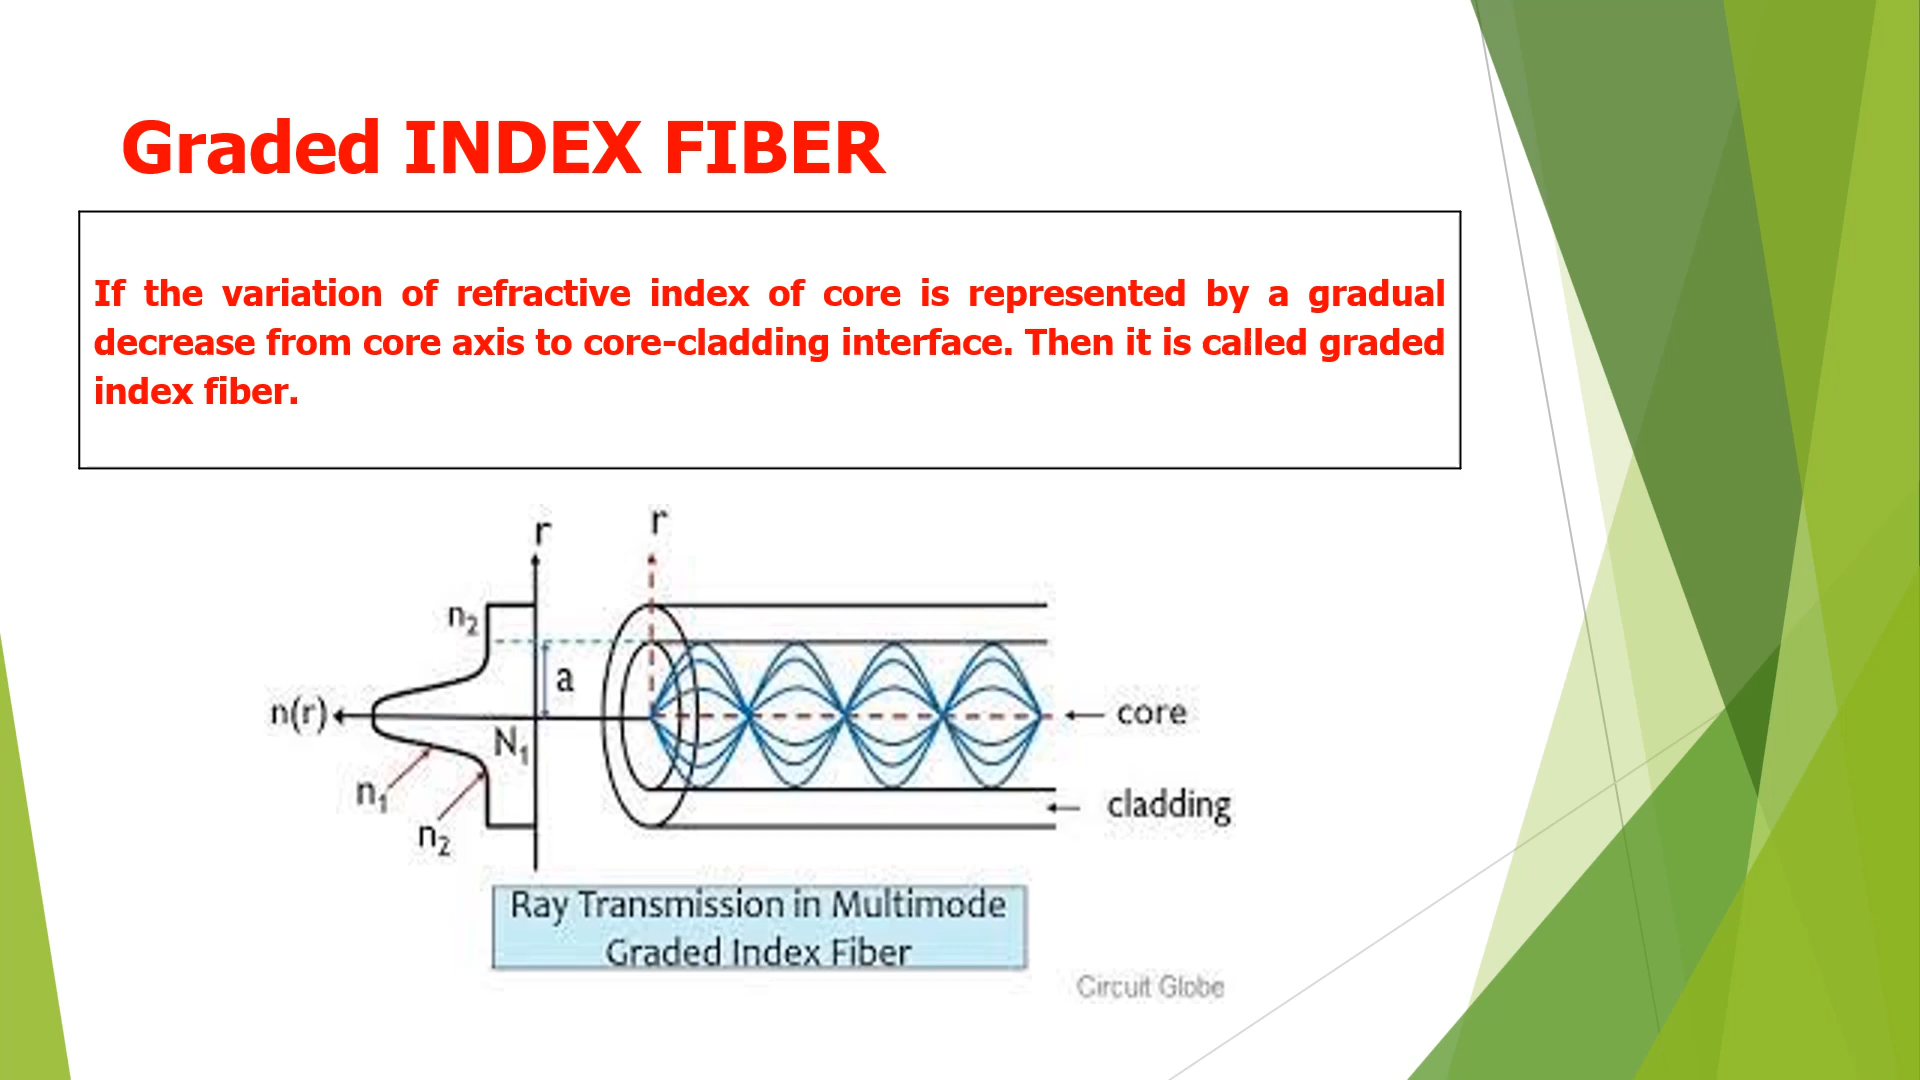 Graded INDEX FIBER
If the variation of refractive index of core is represented by a gradual
decrease from core axis to core-cladding interface. Then it is called graded
index fiber.
r
r
n₂
a
n(r)
N₁
core
n₁
cladding
n₂
Ray Transmission in Multimode
Graded Index Fiber
Circuit Globe